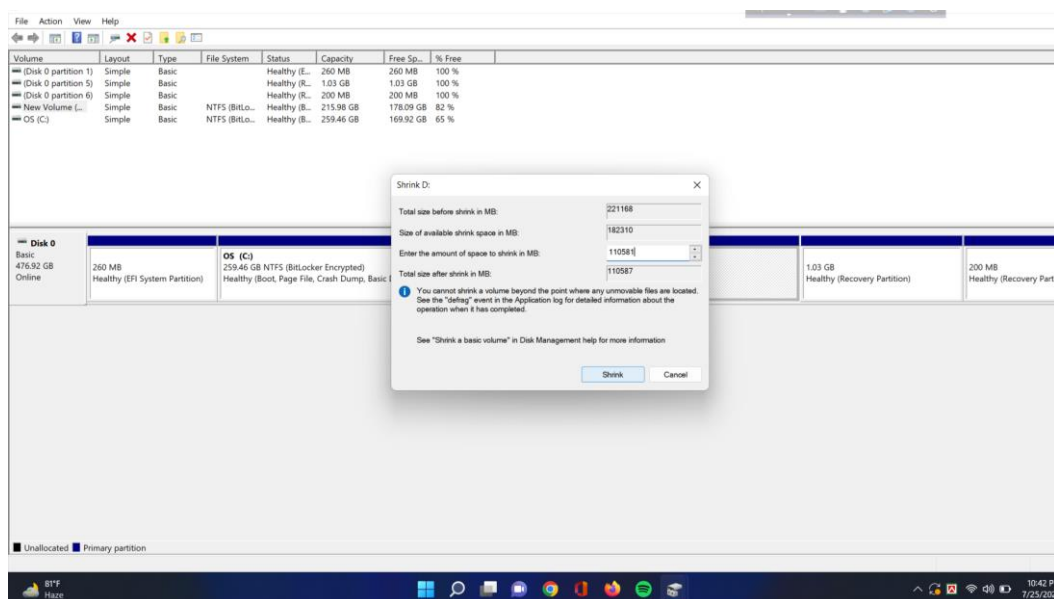 File Action View Help
Volume Layout Type File System Status Capacity Free Sp... % Free
(Disk 0 partition 1) Simple Basic Healthy (E... 260 MB 260 MB 100 %
(Disk 0 partition 5) Simple Basic Healthy (R... 1.03 GB 1.03 GB 100 %
(Disk 0 partition 6) Simple Basic Healthy (R... 200 MB 200 MB 100 %
New Volume (... Simple Basic NTFS (BitLo... Healthy (B... 215.98 GB 178.09 GB 82 %
OS (C:) Simple Basic NTFS (BitLo... Healthy (B... 259.46 GB 169.92 GB 65 %
Shrink D:
Total size before shrink in MB: 221168
Size of available shrink space in MB: 182310
Enter the amount of space to shrink in MB: 110581
Total size after shrink in MB: 110587
You cannot shrink a volume beyond the point where any unmovable files are located.
See the "defrag" event in the Application log for detailed information about the
operation when it has completed.
See "Shrink a basic volume" in Disk Management help for more information
Shrink Cancel
Disk 0
Basic
476.92 GB
Online
260 MB
Healthy (EFI System Partition)
OS (C:)
259.46 GB NTFS (BitLocker Encrypted)
Healthy (Boot, Page File, Crash Dump, Basic
1.03 GB
Healthy (Recovery Partition)
200 MB
Healthy (Recovery Part
Unallocated Primary partition
81°F
Haze
10:42 P
7/25/202